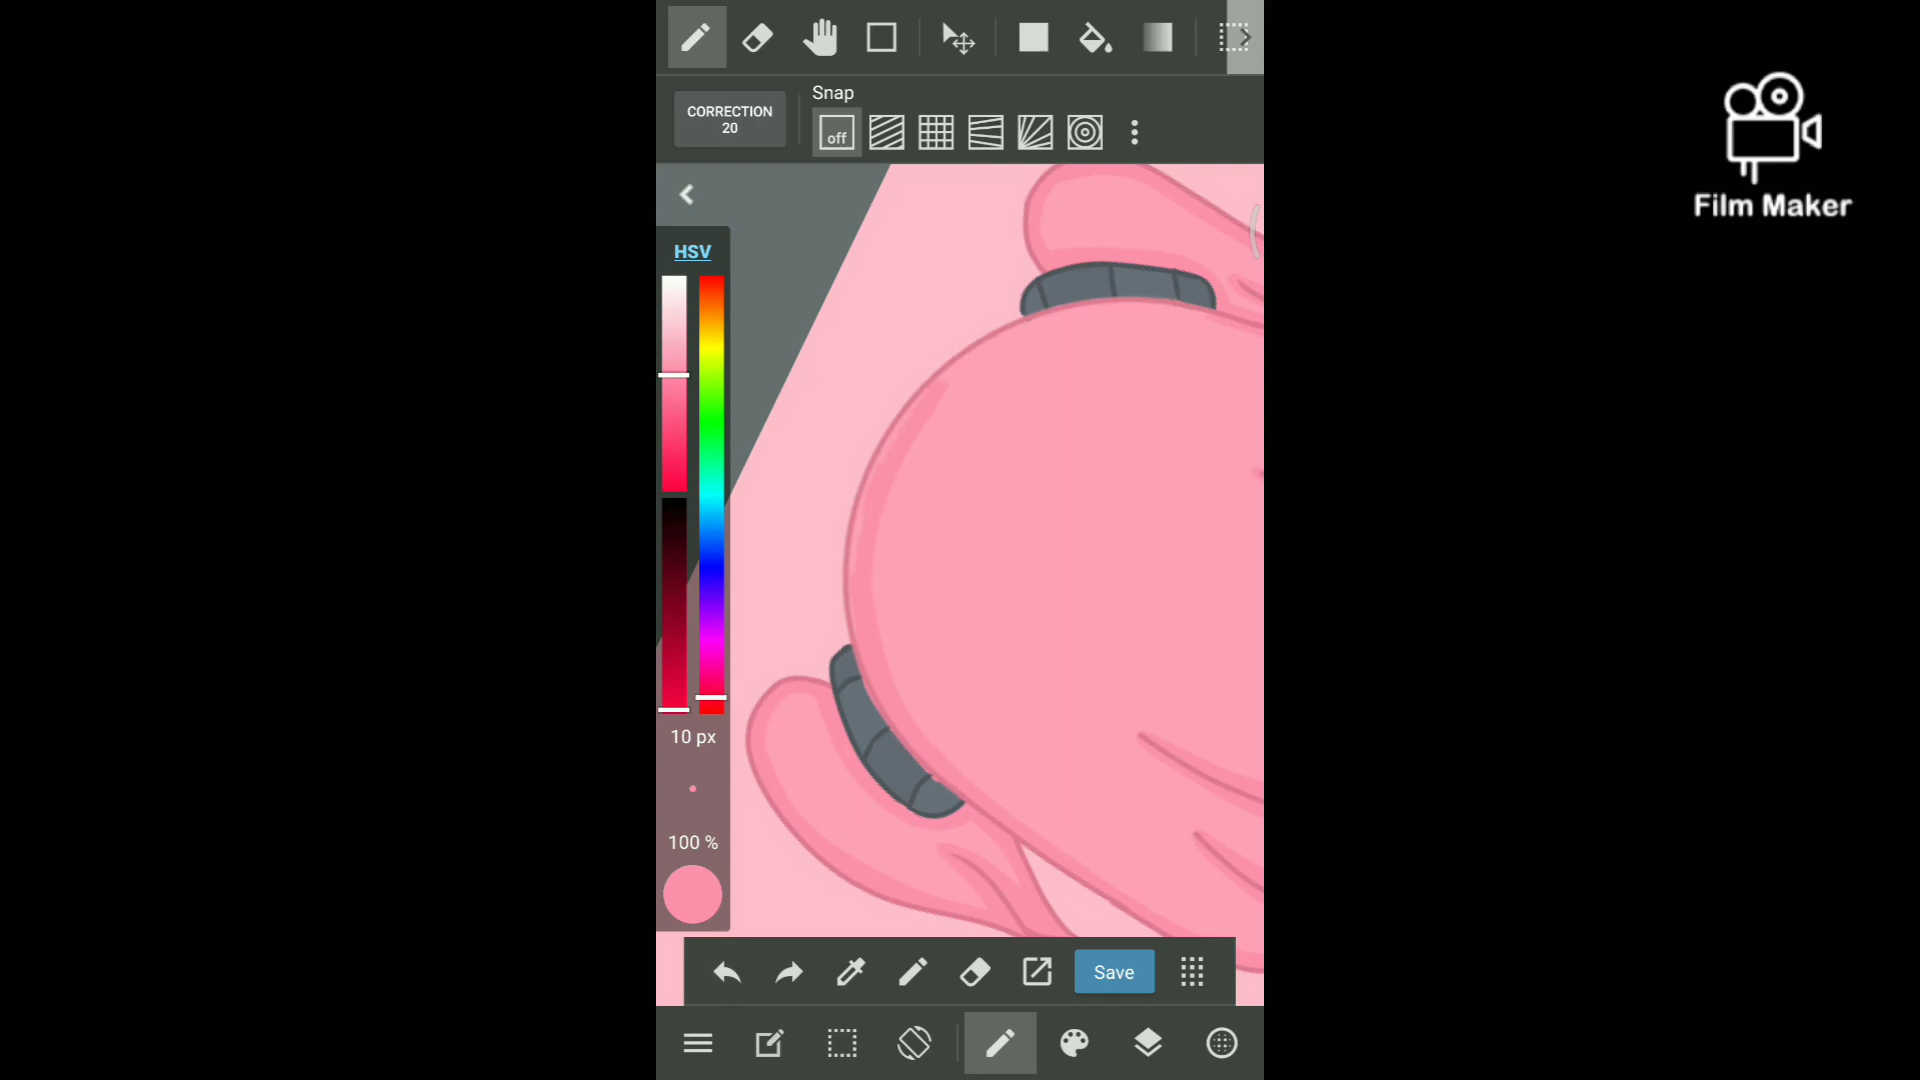 CORRECTION
20
Snap
off
HSV
10 px
100 %
Save
Film Maker